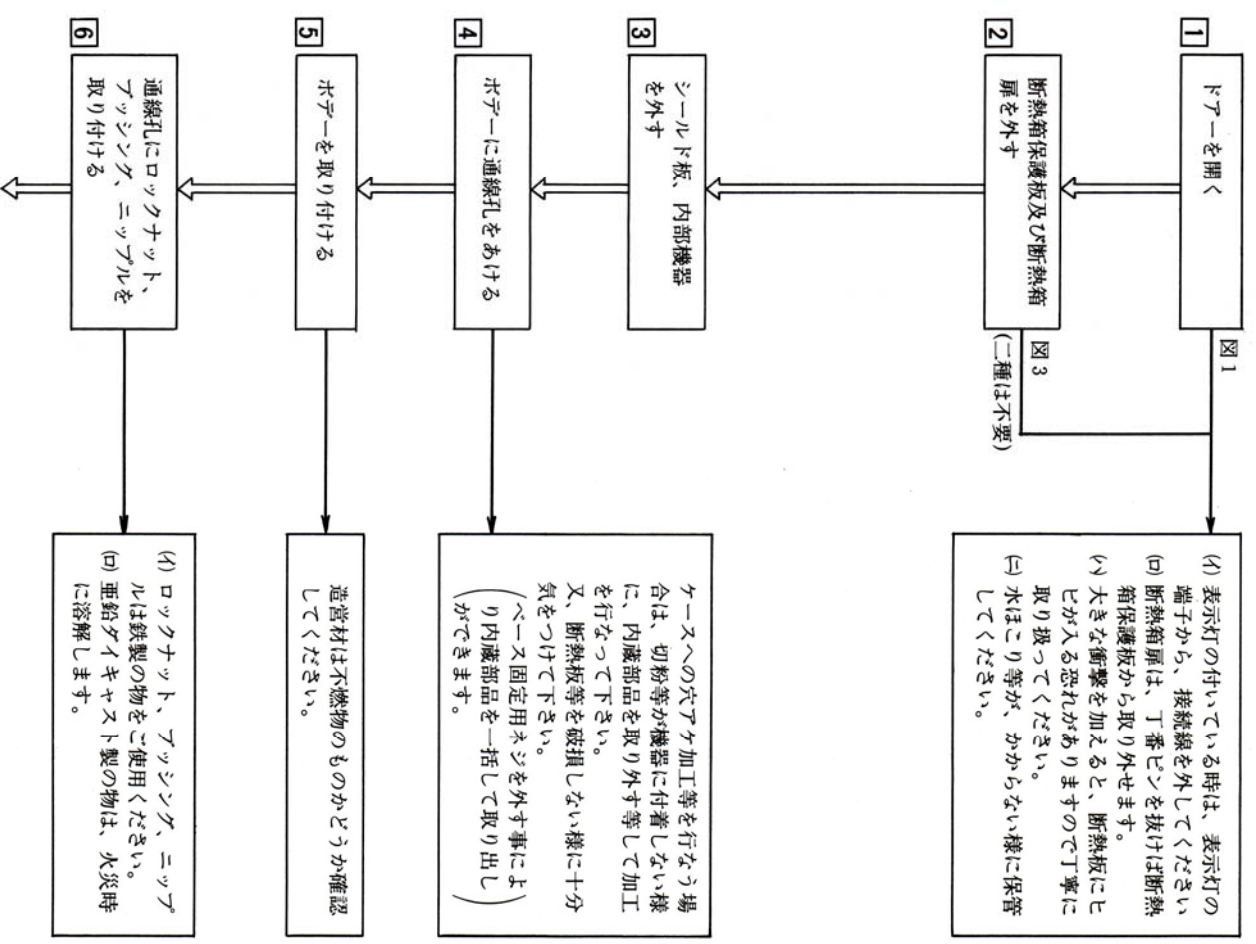 1
ドアーを開く
図1
2
断熱箱保護板及び断熱箱
扉を外す
図3
(二種は不要)
(イ) 表示灯の付いている時は、表示灯の
端子から、接続線を外してください
(ロ) 断熱箱扉は、丁番ピンを抜けば断熱
箱保護板から取り外せます。
(ハ) 大きな衝撃を加えると、断熱板にヒ
ビが入る恐れがありますので丁寧に
取り扱ってください。
(ニ) 水ほこり等が、かからない様に保管
してください。
3
シールド板、内部機器
を外す
4
ボデーに通線孔をあける
ケースへの穴アケ加工等を行なう場
合は、切粉等が機器に付着しない様
に、内蔵部品を取り外す等して加工
を行なって下さい。
又、断熱板等を破損しない様に十分
気をつけて下さい。
(ベース固定用ネジを外す事によ
り内蔵部品を一括して取り出し
ができます。)
5
ボデーを取り付ける
造営材は不燃物のものかどうか確認
してください。
6
通線孔にロックナット、
ブッシング、ニップルを
取り付ける
(イ) ロックナット、ブッシング、ニップ
ルは鉄製の物をご使用ください。
(ロ) 亜鉛ダイキャスト製の物は、火災時
に溶解します。